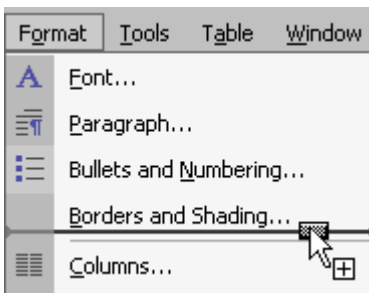 Format Tools Table Window
Font...
Paragraph...
Bullets and Numbering...
Borders and Shading...
Columns...